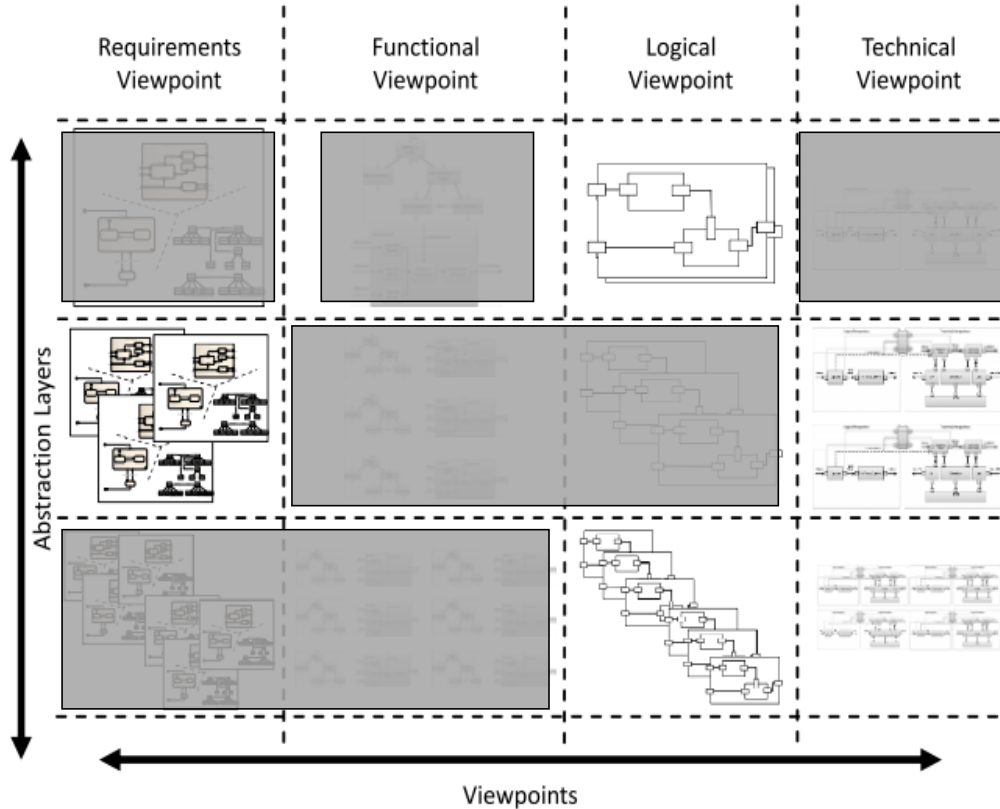 Requirements
Viewpoint
Functional
Viewpoint
Logical
Viewpoint
Technical
Viewpoint
Abstraction Layers
Viewpoints